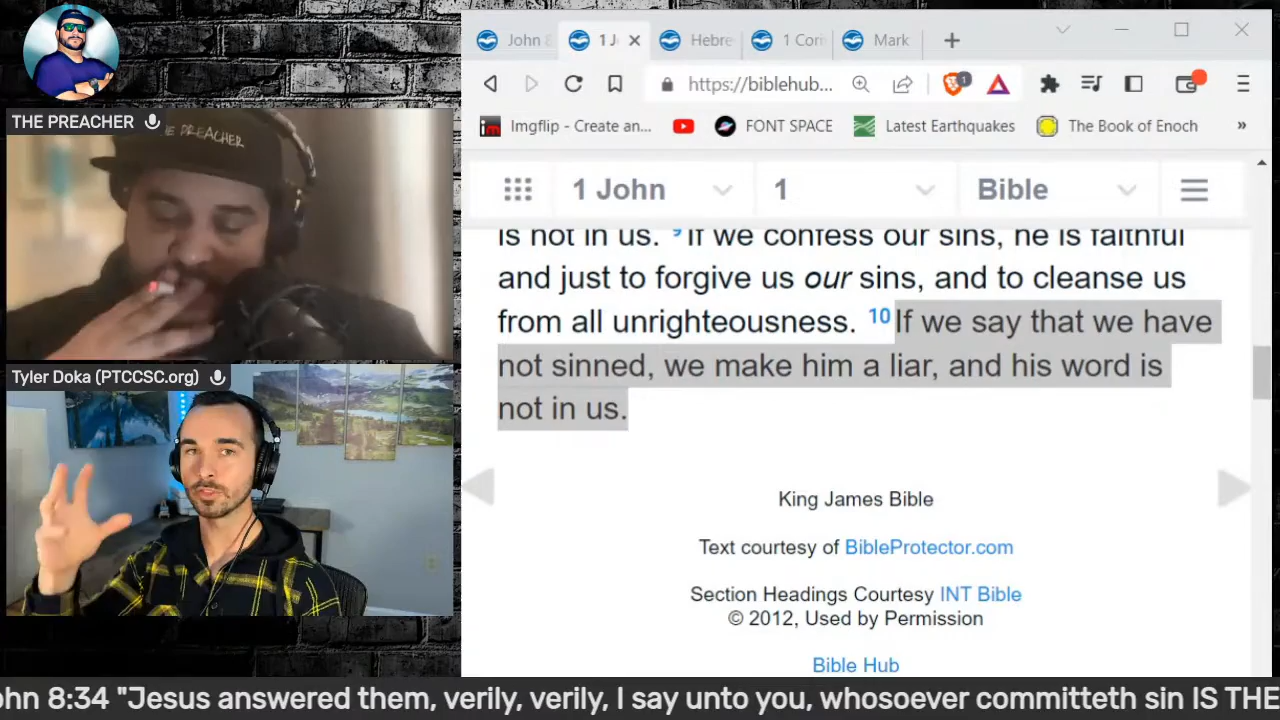 THE PREACHER
THE PREACHER
Tyler Doka (PTCCSC.org)
John 8
1 J
Hebre
1 Cori
Mark
https://biblehub...
1
Imgflip - Create an...
FONT SPACE
Latest Earthquakes
The Book of Enoch
»
1 John
1
Bible
is not in us. 9 If we confess our sins, he is faithful
and just to forgive us our sins, and to cleanse us
from all unrighteousness. 10 If we say that we have
not sinned, we make him a liar, and his word is
not in us.
King James Bible
Text courtesy of BibleProtector.com
Section Headings Courtesy INT Bible
© 2012, Used by Permission
Bible Hub
ohn 8:34 "Jesus answered them, verily, verily, I say unto you, whosoever committeth sin IS THE